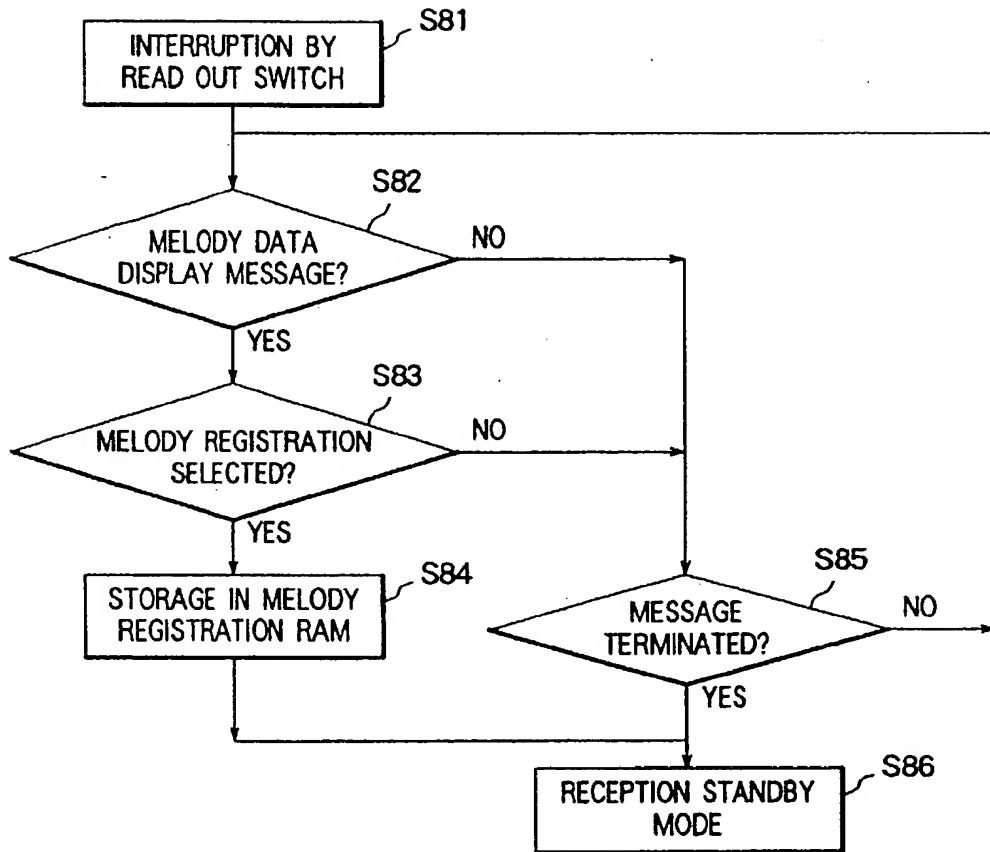 S81
INTERRUPTION BY
READ OUT SWITCH
S82
MELODY DATA
DISPLAY MESSAGE?
NO
YES
S83
MELODY REGISTRATION
SELECTED?
NO
YES
S84
STORAGE IN MELODY
REGISTRATION RAM
S85
MESSAGE
TERMINATED?
NO
YES
S86
RECEPTION STANDBY
MODE